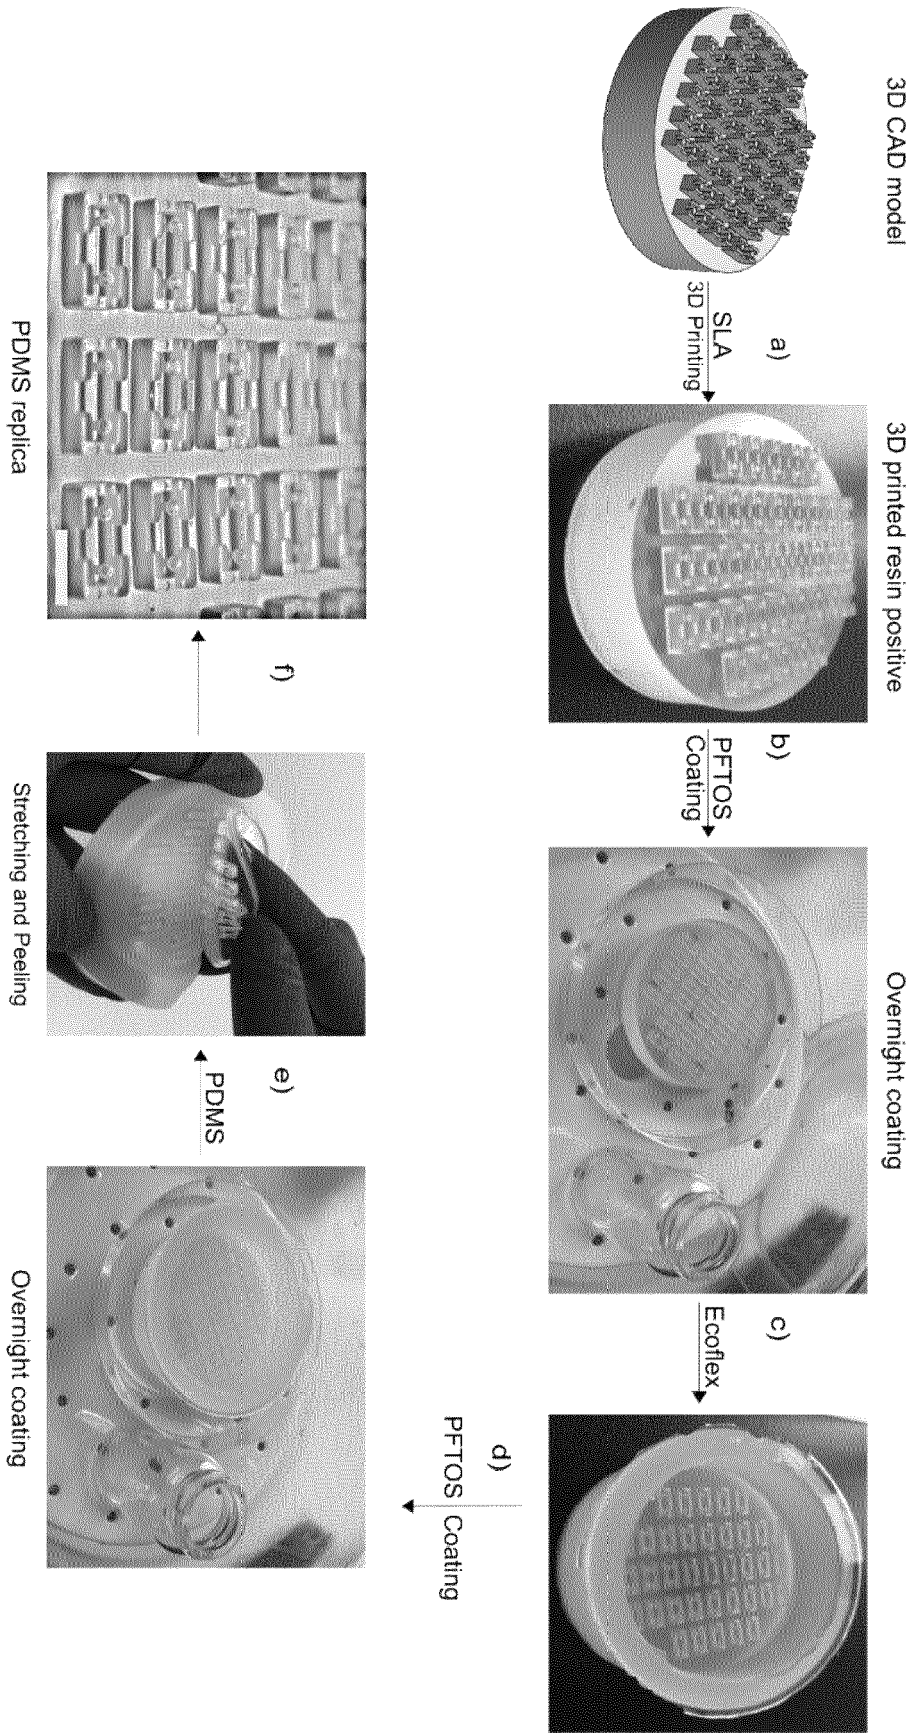 3D CAD model
a)
SLA
3D Printing
3D printed resin positive
b)
PFTOS
Coating
Overnight coating
c)
Ecoflex
d)
PFTOS Coating
Overnight coating
e)
PDMS
Stretching and Peeling
f)
PDMS replica